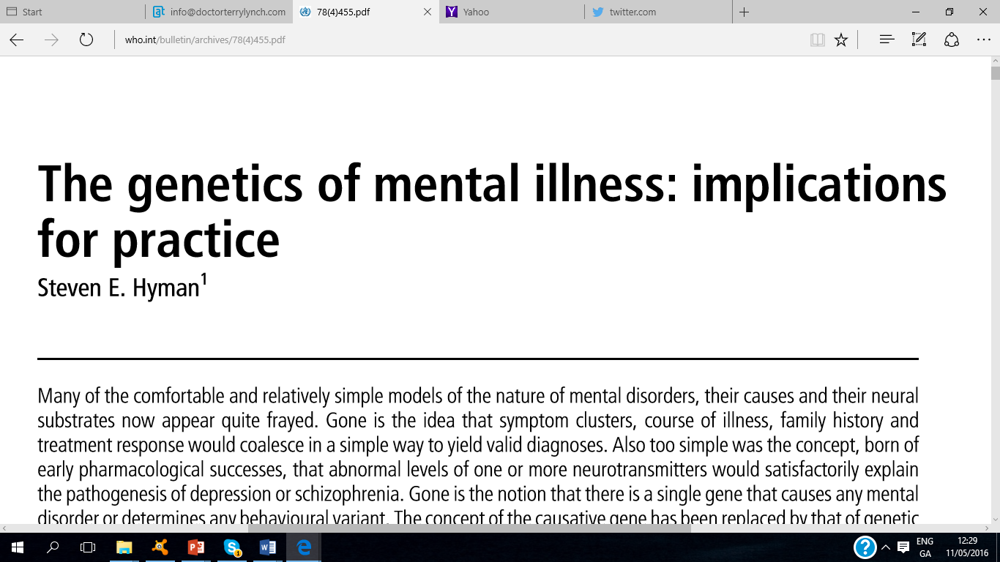 Start
info@doctorterrylynch.com
78(4)455.pdf
Yahoo
twitter.com
who.int/bulletin/archives/78(4)455.pdf
The genetics of mental illness: implications
for practice
Steven E. Hyman1
Many of the comfortable and relatively simple models of the nature of mental disorders, their causes and their neural
substrates now appear quite frayed. Gone is the idea that symptom clusters, course of illness, family history and
treatment response would coalesce in a simple way to yield valid diagnoses. Also too simple was the concept, born of
early pharmacological successes, that abnormal levels of one or more neurotransmitters would satisfactorily explain
the pathogenesis of depression or schizophrenia. Gone is the notion that there is a single gene that causes any mental
disorder or determines any behavioural variant. The concept of the causative gene has been replaced by that of genetic
ENG
GA
12:29
11/05/2016